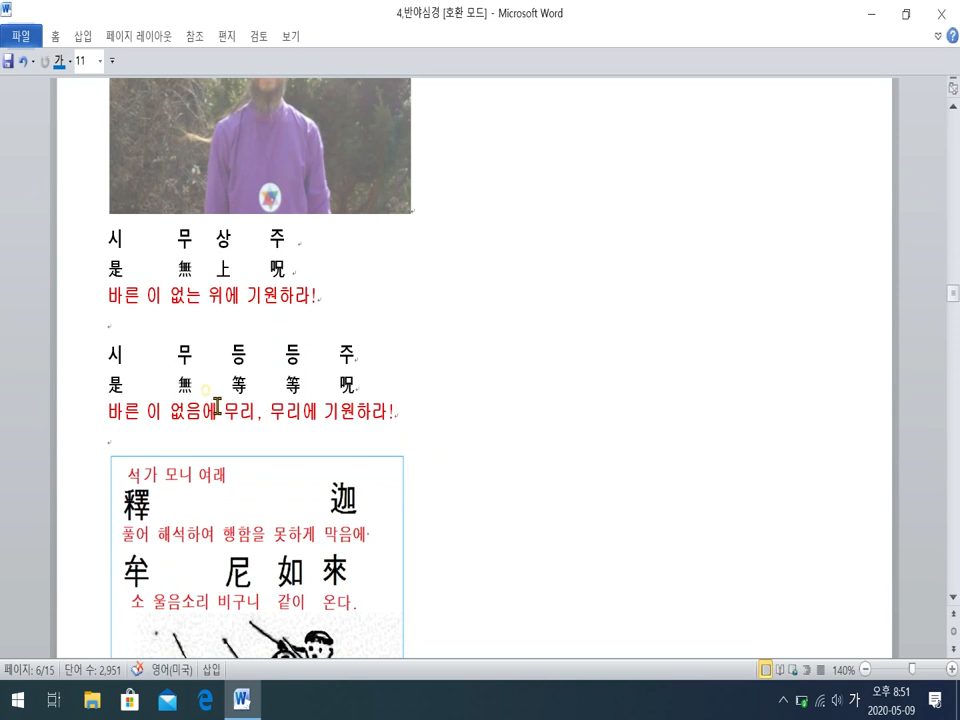 4,반야심경 [호환 모드] - Microsoft Word
파일 홈 삽입 페이지 레이아웃 참조 편지 검토 보기
가 11
시 무 상 주
是 無 上 呪
바른 이 없는 위에 기원하라!
시 무 등 등 주
是 無 等 等 呪
바른 이 없음에 무리, 무리에 기원하라!
석가 모니 여래
釋 迦
풀어 해석하여 헹함을 못하게 막음에·
牟 尼 如 來
소 울음소리 비구니 같이 온다.
페이지: 6/15 단어 수: 2,951 영어(미국) 삽입 140%
가 오후 8:51
2020-05-09